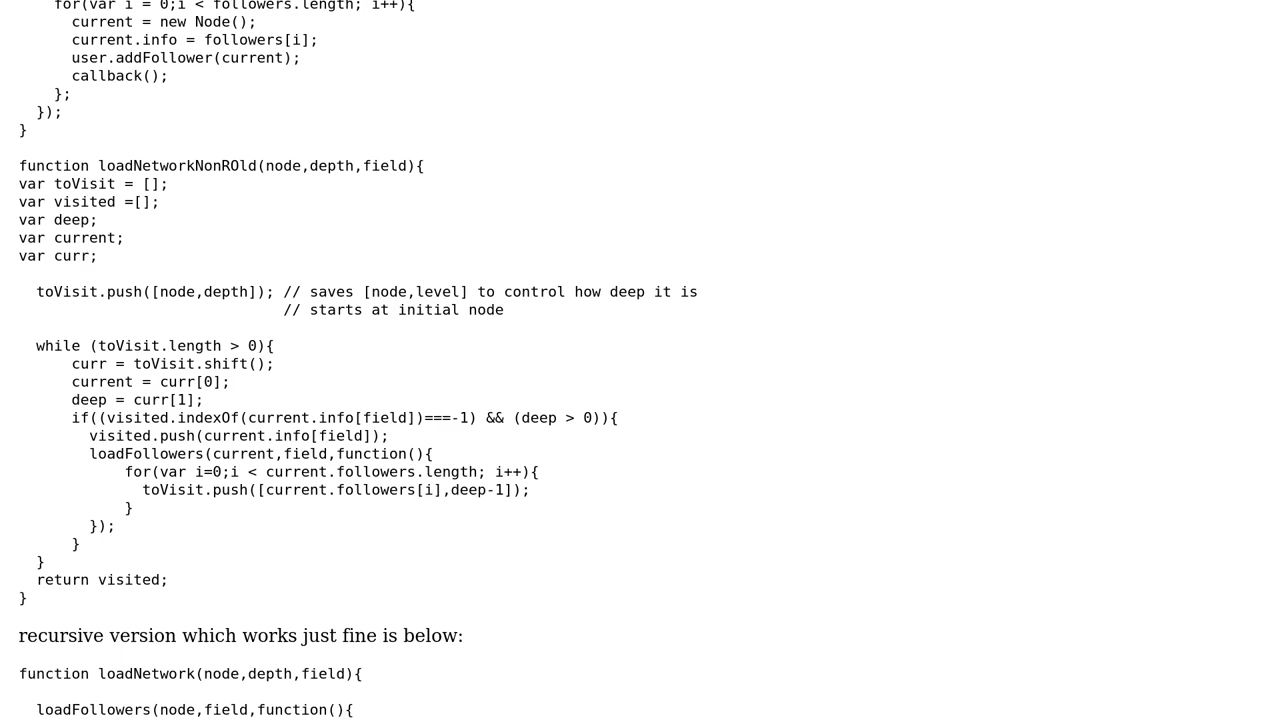 for(var i = 0;i < followers.length; i++){
current = new Node();
current.info = followers[i];
user.addFollower(current);
callback();
};
});
}
function loadNetworkNonROld(node,depth,field){
var toVisit = [];
var visited =[];
var deep;
var current;
var curr;
toVisit.push([node,depth]); // saves [node,level] to control how deep it is
// starts at initial node
while (toVisit.length > 0){
curr = toVisit.shift();
current = curr[0];
deep = curr[1];
if((visited.indexOf(current.info[field])===-1) && (deep > 0)){
visited.push(current.info[field]);
loadFollowers(current,field,function(){
for(var i=0;i < current.followers.length; i++){
toVisit.push([current.followers[i],deep-1]);
}
});
}
}
return visited;
}
recursive version which works just fine is below:
function loadNetwork(node,depth,field){
loadFollowers(node,field,function(){